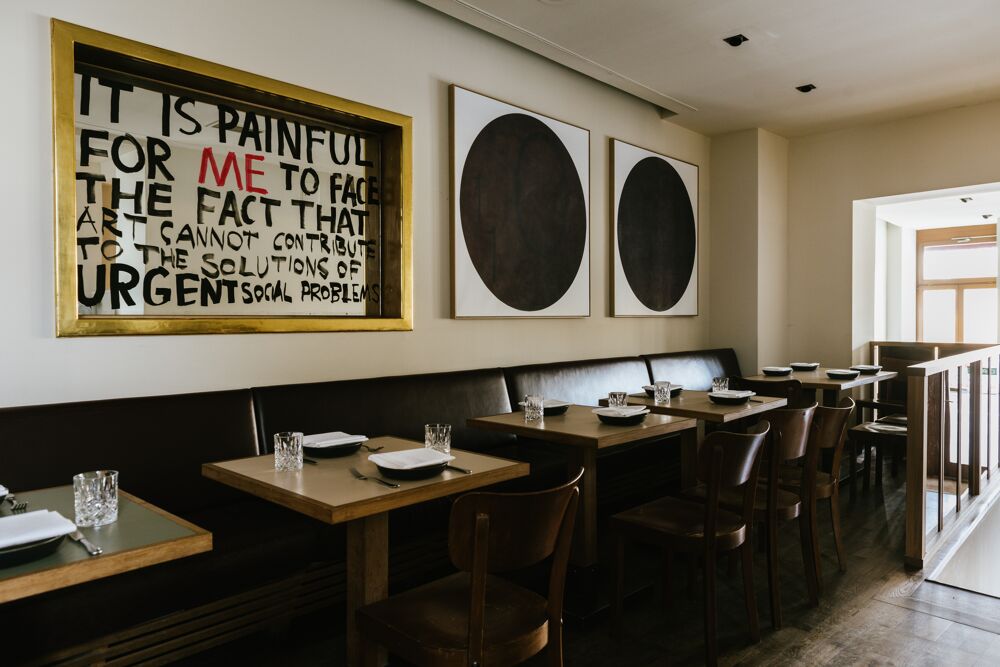 IT IS PAINFUL
FOR ME TO FACE
THE FACT THAT
ART CANNOT CONTRIBUTE
TO THE SOLUTIONS OF
URGENT SOCIAL PROBLEMS